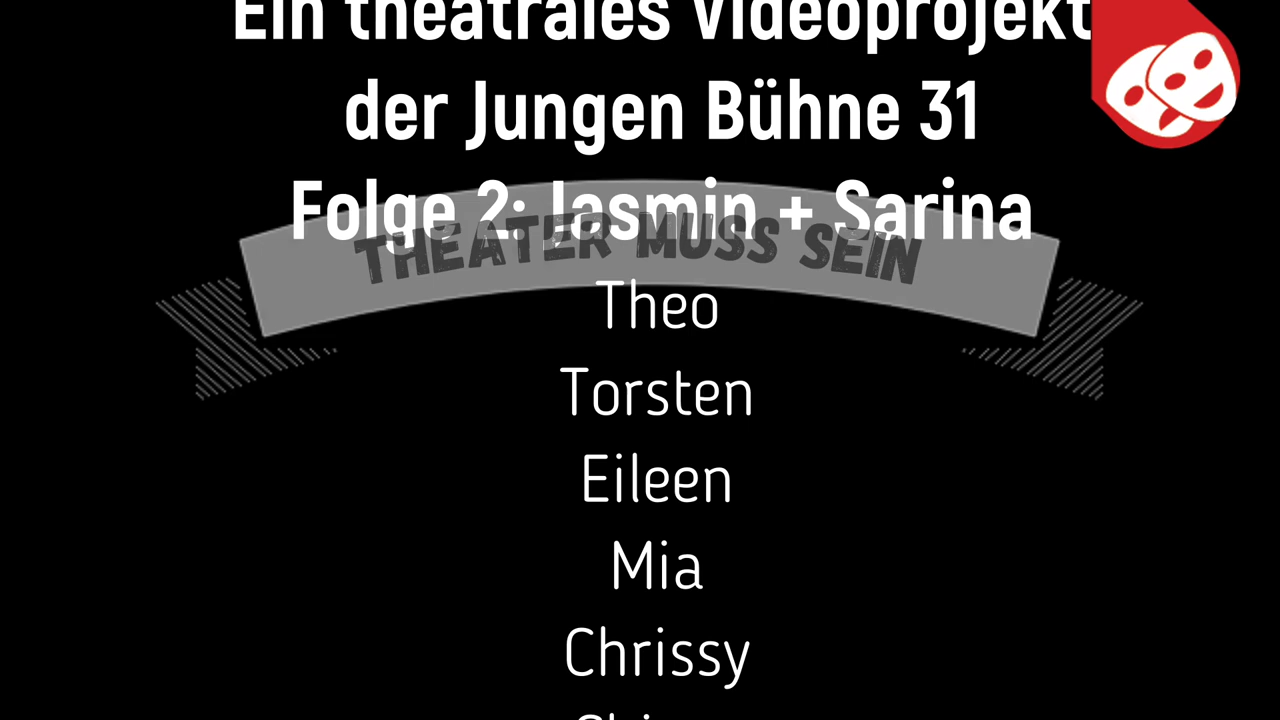 Ein theatrales Videoprojekt
der Jungen Bühne 31
Folge 2: Jasmin + Sarina
THEATER MUSS SEIN
Theo
Torsten
Eileen
Mia
Chrissy